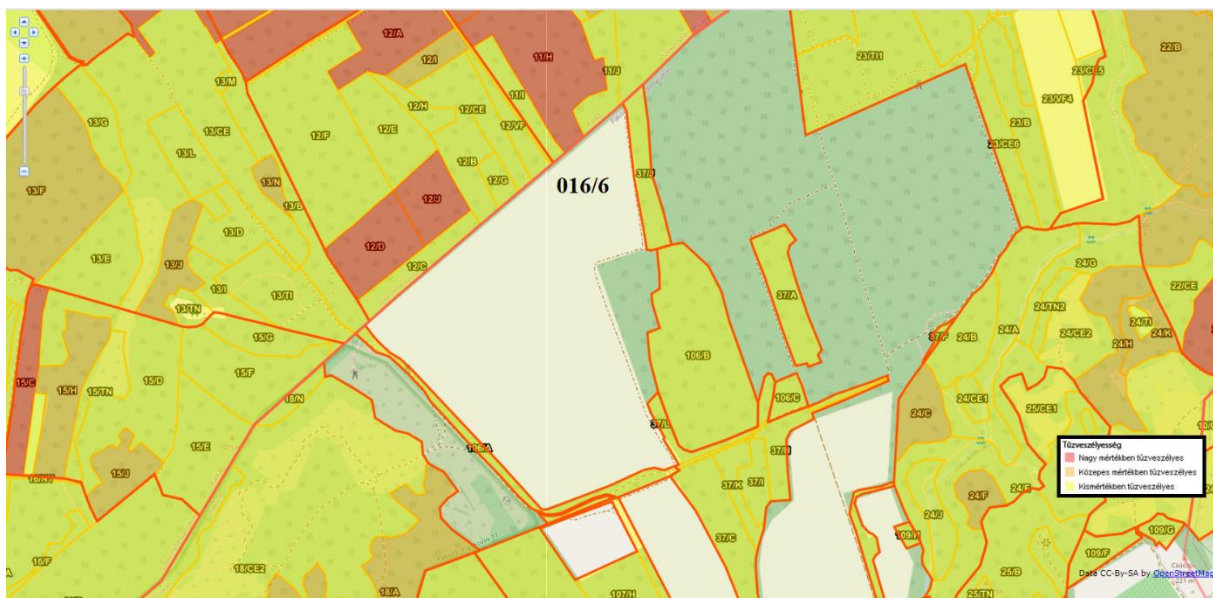 12/A
22/B
12/I
11/H
11/J
23/TH
23/CE5
13/M
11/I
23/VF4
13/G
12/H
12/CE
13/CE
12/F
12/E
12/VF
23/B
13/L
12/B
23/CE6
13/N
12/G
37/J
016/6
13/F
13/B
12/J
13/D
12/D
13/E
13/J
12/C
24/G
13/I
22/CE
13/TI
37/A
24/TN2
13/TN
24/TI
24/A
24/CE2
24/K
15/G
37/F
24/B
24/H
106/B
15/F
15/D
15/C
15/H
15/TN
18/N
106/C
24/CE1
24/C
25/CE1
37/L
15/E
106/A
37/I
Tűzveszélyesség
Nagy mértékben tűzveszélyes
Közepes mértékben tűzveszélyes
Kismértékben tűzveszélyes
15/J
37/K
24/E
24/F
24/J
37/C
109/G
109/F
18/CE2
25/B
Data CC-By-SA by OpenStreetMap
18/A
107/H
25/TN